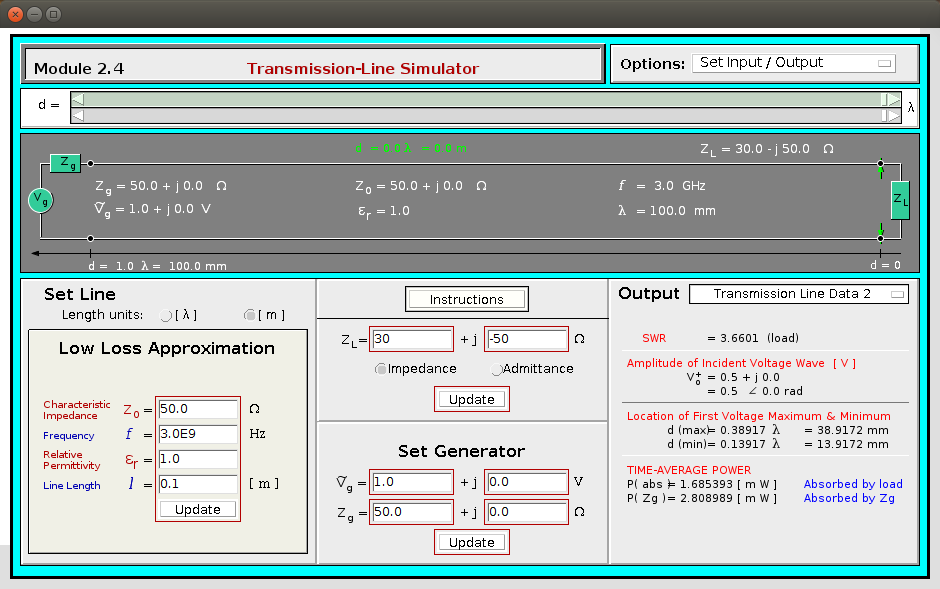 Module 2.4
Transmission-Line Simulator
Options: Set Input / Output
d =
λ
d = 0.0 λ = 0.0 m
Z_L = 30.0 - j 50.0 Ω
Z_g
Z_g = 50.0 + j 0.0 Ω
Z_0 = 50.0 + j 0.0 Ω
f = 3.0 GHz
V_g
Ṽ_g = 1.0 + j 0.0 V
ε_r = 1.0
λ = 100.0 mm
Z_L
d = 1.0 λ = 100.0 mm
d = 0
Set Line
Length units: [ λ ] [ m ]
Low Loss Approximation
Characteristic
Impedance Z_0 = 50.0 Ω
Frequency f = 3.0E9 Hz
Relative
Permittivity ε_r = 1.0
Line Length l = 0.1 [ m ]
Update
Instructions
Z_L = 30 + j -50 Ω
Impedance Admittance
Update
Set Generator
Ṽ_g = 1.0 + j 0.0 V
Z_g = 50.0 + j 0.0 Ω
Update
Output Transmission Line Data 2
SWR = 3.6601 (load)
Amplitude of Incident Voltage Wave [ V ]
V_o^+ = 0.5 + j 0.0
= 0.5 ∠ 0.0 rad
Location of First Voltage Maximum & Minimum
d (max)= 0.38917 λ = 38.9172 mm
d (min)= 0.13917 λ = 13.9172 mm
TIME-AVERAGE POWER
P( abs )= 1.685393 [ m W ] Absorbed by load
P( Zg )= 2.808989 [ m W ] Absorbed by Zg